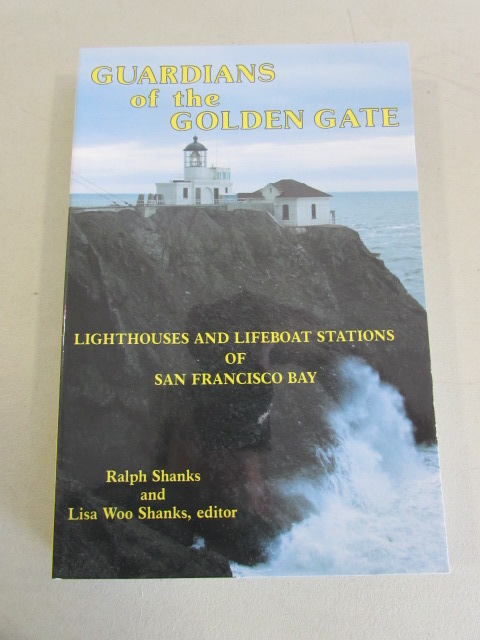 GUARDIANS
of the
GOLDEN GATE
LIGHTHOUSES AND LIFEBOAT STATIONS
OF
SAN FRANCISCO BAY
Ralph Shanks
and
Lisa Woo Shanks, editor